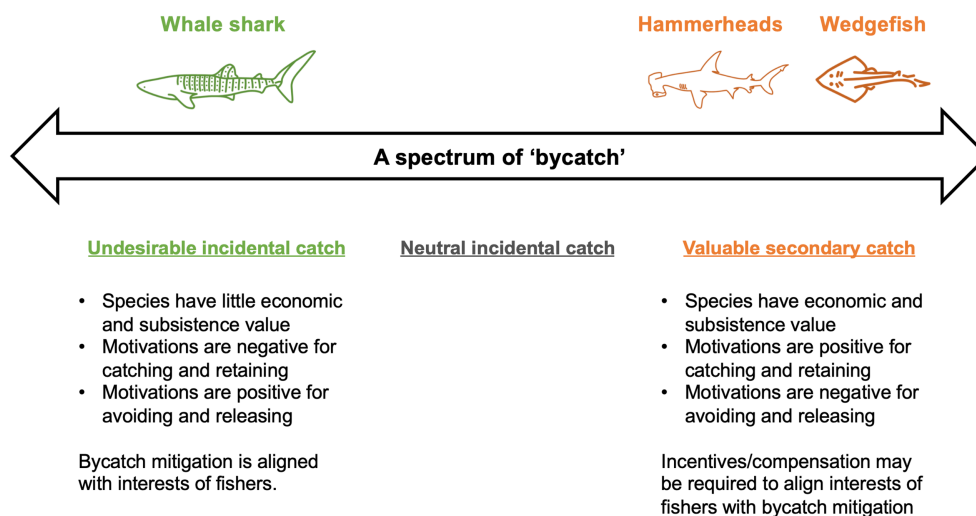 Whale shark
Hammerheads
Wedgefish
A spectrum of ‘bycatch’
Undesirable incidental catch
Neutral incidental catch
Valuable secondary catch
• Species have little economic
and subsistence value
• Motivations are negative for
catching and retaining
• Motivations are positive for
avoiding and releasing
Bycatch mitigation is aligned
with interests of fishers.
• Species have economic and
subsistence value
• Motivations are positive for
catching and retaining
• Motivations are negative for
avoiding and releasing
Incentives/compensation may
be required to align interests of
fishers with bycatch mitigation